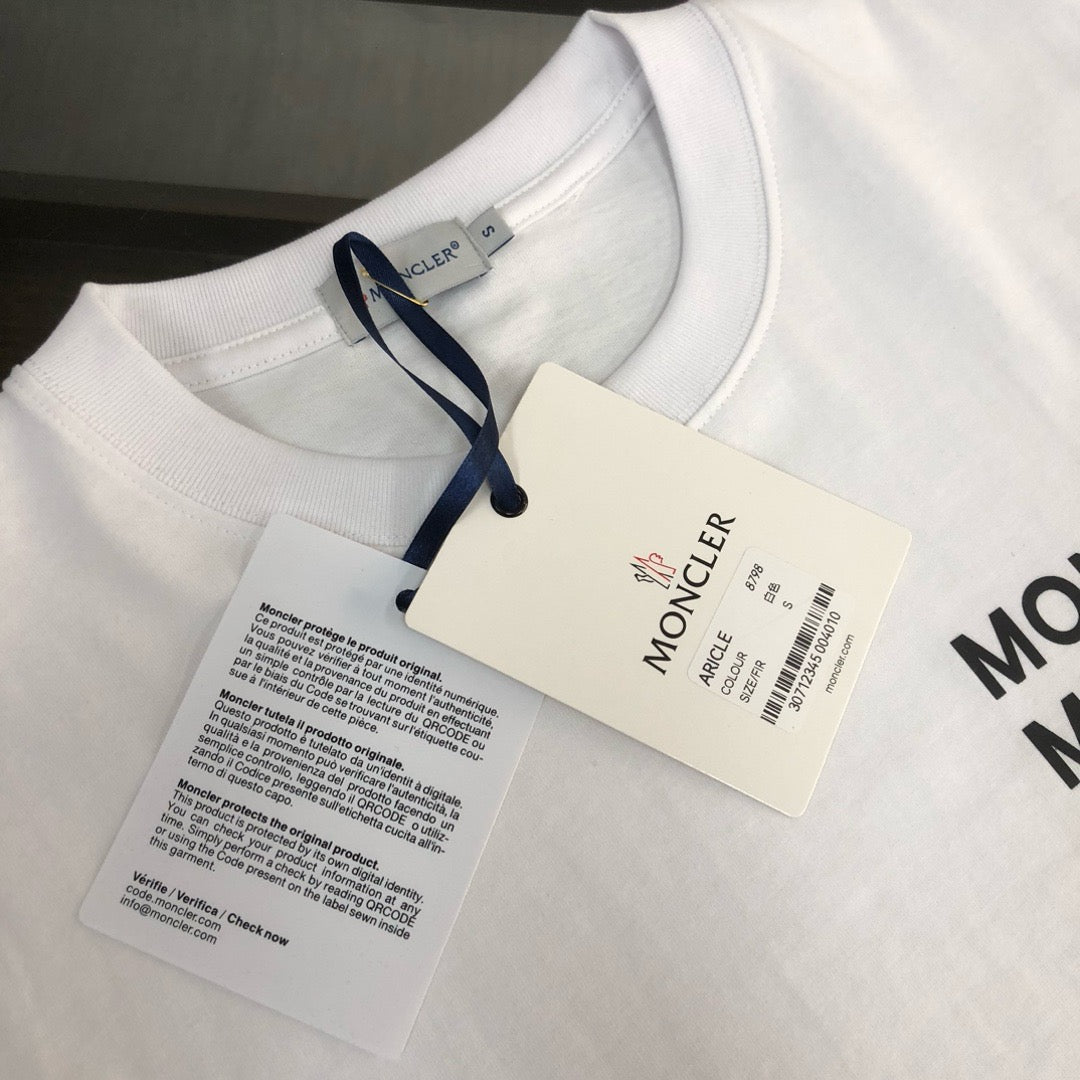 MONCLER®
S
MONCLER
ARICLE 8798
COLOUR 白色
SIZE/FIR S
30712345 004010
moncler.com
Moncler protège le produit original.
Ce produit est protégé par une identité numérique.
Vous pouvez vérifier à tout moment l'authenticité,
la qualité et la provenance du produit en effectuant
un simple contrôle par la lecture du QRCODE ou
par le biais du Code se trouvant sur l'étiquette cou-
sue à l'intérieur de cette pièce.
Moncler tutela il prodotto originale.
Questo prodotto è tutelato da un'identit à digitale.
In qualsiasi momento può verificare l'autenticità, la
qualità e la provenienza del prodotto facendo un
semplice controllo, leggendo il QRCODE o utiliz-
zando il Codice presente sull'etichetta cucita all'in-
terno di questo capo.
Moncler protects the original product.
This product is protected by its own digital identity.
You can check your product information at any
time. Simply perform a check by reading QRCODE
or using the Code present on the label sewn inside
this garment.
Vérifie / Verifica / Check now
code.moncler.com
info@moncler.com
MO
M